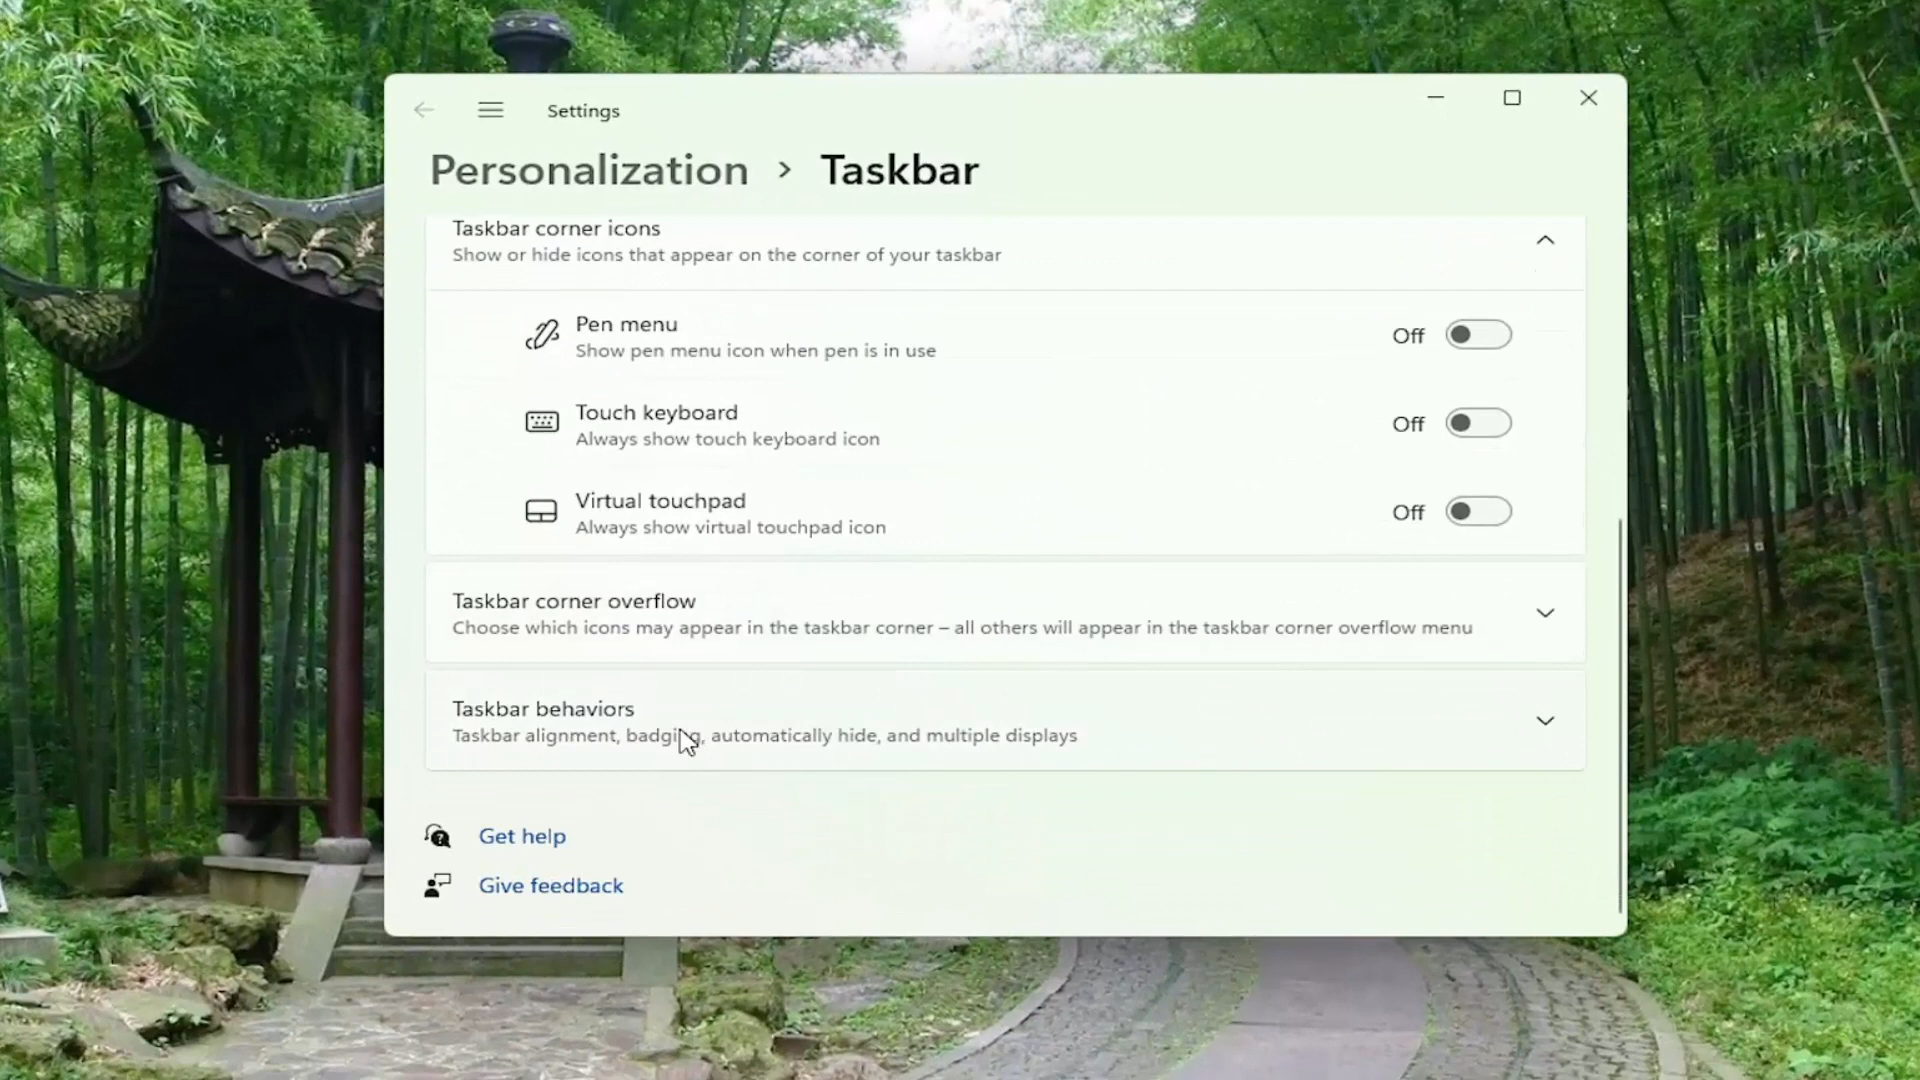 Settings
Personalization > Taskbar
Taskbar corner icons
Show or hide icons that appear on the corner of your taskbar
Pen menu
Show pen menu icon when pen is in use
Off
Touch keyboard
Always show touch keyboard icon
Off
Virtual touchpad
Always show virtual touchpad icon
Off
Taskbar corner overflow
Choose which icons may appear in the taskbar corner – all others will appear in the taskbar corner overflow menu
Taskbar behaviors
Taskbar alignment, badging, automatically hide, and multiple displays
Get help
Give feedback